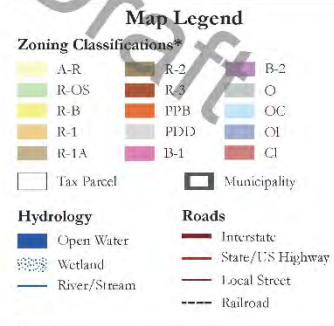 Map Legend
Zoning Classifications*
A-R
R-OS
R-B
R-1
R-1A
R-2
R-3
PPB
PDD
B-1
B-2
O
OC
OI
CI
Tax Parcel
Municipality
Hydrology
Open Water
Wetland
River/Stream
Roads
Interstate
State/US Highway
Local Street
Railroad
Draft